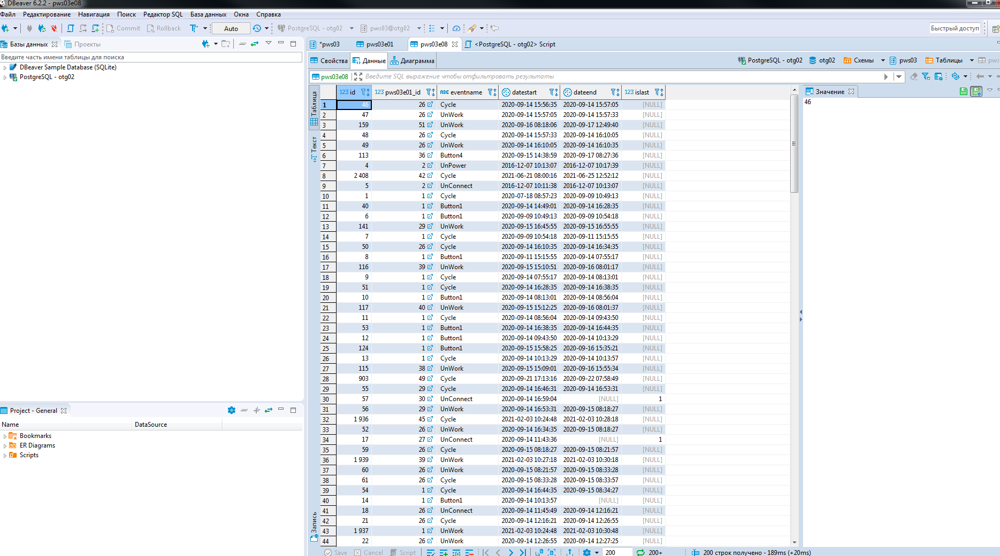 DBeaver 6.2.2 - pws03e08
Файл Редактирование Навигация Поиск Редактор SQL База данных Окна Справка
Commit Rollback Auto PostgreSQL - otg02 pws03@otg02 Быстрый доступ
Базы данных Проекты
Введите часть имени таблицы для поиска
DBeaver Sample Database (SQLite)
PostgreSQL - otg02
Project - General
Name DataSource
Bookmarks
ER Diagrams
Scripts
*pws03 pws03e01 pws03e08 <PostgreSQL - otg02> Script
Свойства Данные Диаграмма PostgreSQL - otg02 otg02 Схемы pws03 Таблицы pws
pws03e08 Введите SQL выражение чтобы отфильтровать результаты
Таблица
Текст
Запись
123 id 123 pws03e01_id ABC eventname datestart dateend 123 islast
1 46 26 Cycle 2020-09-14 15:56:35 2020-09-14 15:57:05 [NULL]
2 47 26 UnWork 2020-09-14 15:57:05 2020-09-14 15:57:33 [NULL]
3 159 51 UnWork 2020-09-16 08:18:06 2020-09-17 12:49:40 [NULL]
4 48 26 Cycle 2020-09-14 15:57:33 2020-09-14 16:10:05 [NULL]
5 49 26 UnWork 2020-09-14 16:10:05 2020-09-14 16:10:35 [NULL]
6 113 36 Button4 2020-09-15 14:38:59 2020-09-17 08:27:36 [NULL]
7 4 2 UnPower 2016-12-07 10:13:07 2016-12-07 10:17:39 [NULL]
8 2 408 42 Cycle 2021-06-21 08:00:16 2021-06-25 12:52:12 [NULL]
9 5 2 UnConnect 2016-12-07 10:11:38 2016-12-07 10:13:07 [NULL]
10 1 1 Cycle 2020-07-18 08:57:23 2020-09-09 10:49:13 [NULL]
11 40 1 Button1 2020-09-14 14:49:01 2020-09-14 16:28:35 [NULL]
12 6 1 Button1 2020-09-09 10:49:13 2020-09-09 10:54:18 [NULL]
13 141 29 UnWork 2020-09-15 16:45:55 2020-09-15 16:55:55 [NULL]
14 7 1 Cycle 2020-09-09 10:54:18 2020-09-11 15:15:55 [NULL]
15 50 26 Cycle 2020-09-14 16:10:35 2020-09-14 16:34:35 [NULL]
16 8 1 Button1 2020-09-11 15:15:55 2020-09-14 07:55:17 [NULL]
17 116 39 UnWork 2020-09-15 15:10:51 2020-09-16 08:01:17 [NULL]
18 9 1 Cycle 2020-09-14 07:55:17 2020-09-14 08:13:01 [NULL]
19 51 1 Cycle 2020-09-14 16:28:35 2020-09-14 16:38:35 [NULL]
20 10 1 Button1 2020-09-14 08:13:01 2020-09-14 08:56:04 [NULL]
21 117 40 UnWork 2020-09-15 15:12:25 2020-09-16 08:01:37 [NULL]
22 11 1 Cycle 2020-09-14 08:56:04 2020-09-14 09:43:50 [NULL]
23 53 1 Button1 2020-09-14 16:38:35 2020-09-14 16:44:35 [NULL]
24 12 1 Button1 2020-09-14 09:43:50 2020-09-14 10:13:29 [NULL]
25 124 1 Button1 2020-09-15 15:58:25 2020-09-16 15:35:21 [NULL]
26 13 1 Cycle 2020-09-14 10:13:29 2020-09-14 10:13:57 [NULL]
27 115 38 UnWork 2020-09-15 15:09:01 2020-09-16 15:55:34 [NULL]
28 903 49 Cycle 2020-09-21 17:13:16 2020-09-22 07:58:49 [NULL]
29 55 29 Cycle 2020-09-14 16:46:31 2020-09-14 16:53:31 [NULL]
30 57 30 UnConnect 2020-09-14 16:59:04 [NULL] 1
31 56 29 UnWork 2020-09-14 16:53:31 2020-09-15 08:18:27 [NULL]
32 1 936 45 Cycle 2021-02-03 10:24:48 2021-02-03 10:28:18 [NULL]
33 52 26 UnWork 2020-09-14 16:34:35 2020-09-15 08:18:27 [NULL]
34 17 27 UnConnect 2020-09-14 11:43:36 [NULL] 1
35 59 26 Cycle 2020-09-15 08:18:27 2020-09-15 08:21:57 [NULL]
36 1 939 39 UnWork 2021-02-03 10:27:18 2021-02-03 10:30:18 [NULL]
37 60 26 UnWork 2020-09-15 08:21:57 2020-09-15 08:33:28 [NULL]
38 61 26 Cycle 2020-09-15 08:33:28 2020-09-15 08:33:57 [NULL]
39 54 1 Cycle 2020-09-14 16:44:35 2020-09-15 08:34:27 [NULL]
40 14 1 Button1 2020-09-14 10:13:57 [NULL] [NULL]
41 18 26 UnConnect 2020-09-14 11:45:49 2020-09-14 12:16:21 [NULL]
42 21 26 Cycle 2020-09-14 12:16:21 2020-09-14 12:26:55 [NULL]
43 1 937 1 UnWork 2021-02-03 10:24:48 2021-02-03 10:30:48 [NULL]
44 22 26 UnWork 2020-09-14 12:26:55 2020-09-14 12:27:25 [NULL]
Save Cancel Script 200 200+ 200 строк получено - 189ms (+20ms)
Значение
46